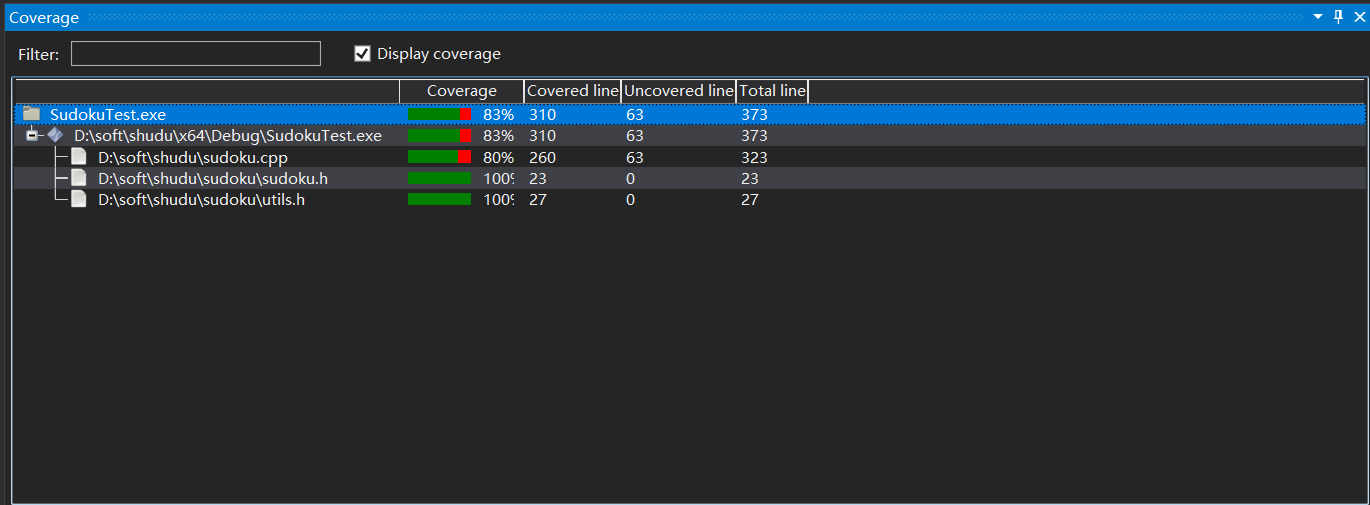 Coverage
Filter:
Display coverage
Coverage Covered line Uncovered line Total line
SudokuTest.exe 83% 310 63 373
D:\soft\shudu\x64\Debug\SudokuTest.exe 83% 310 63 373
D:\soft\shudu\sudoku.cpp 80% 260 63 323
D:\soft\shudu\sudoku\sudoku.h 100% 23 0 23
D:\soft\shudu\sudoku\utils.h 100% 27 0 27